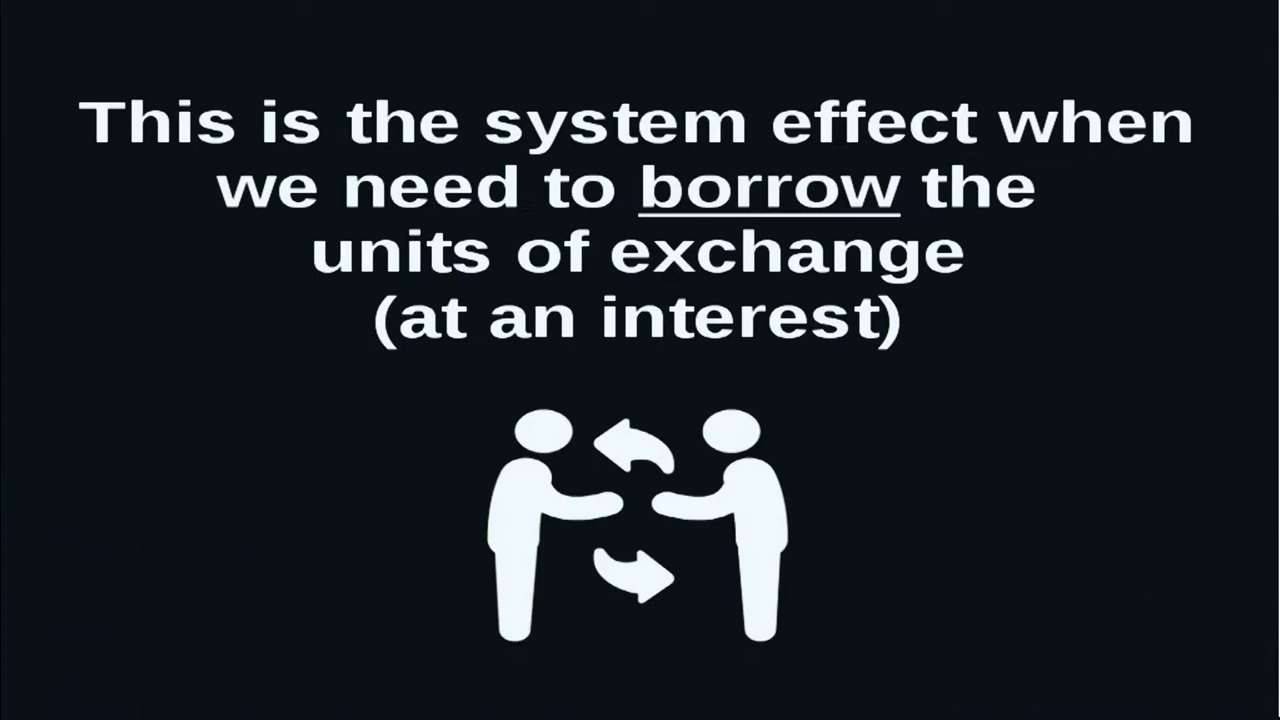 This is the system effect when
we need to borrow the
units of exchange
(at an interest)